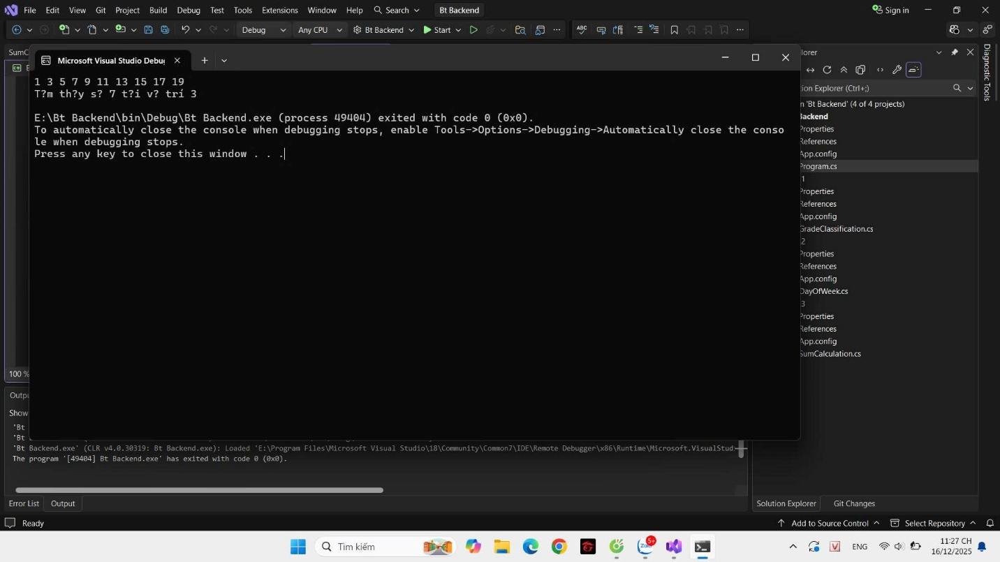 File Edit View Git Project Build Debug Test Tools Extensions Window Help Search Bt Backend Sign in
Debug Any CPU Bt Backend Start
SumC
Microsoft Visual Studio Debu
1 3 5 7 9 11 13 15 17 19
T?m th?y s? 7 t?i v? trí 3
E:\Bt Backend\bin\Debug\Bt Backend.exe (process 49404) exited with code 0 (0x0).
To automatically close the console when debugging stops, enable Tools->Options->Debugging->Automatically close the conso
le when debugging stops.
Press any key to close this window . . .
100 %
plorer
tion Explorer (Ctrl+;)
n 'Bt Backend' (4 of 4 projects)
Backend
Properties
References
App.config
Program.cs
1
Properties
References
App.config
GradeClassification.cs
2
Properties
References
App.config
DayOfWeek.cs
3
Properties
References
App.config
SumCalculation.cs
Diagnostic Tools
Outpu
Show
'Bt
'Bt
'Bt Backend.exe' (CLR v4.0.30319: Bt Backend.exe): Loaded 'E:\Program Files\Microsoft Visual Studio\18\Community\Common7\IDE\Remote Debugger\x86\Runtime\Microsoft.VisualStud
The program '[49404] Bt Backend.exe' has exited with code 0 (0x0).
Error List Output
Solution Explorer Git Changes
Ready Add to Source Control Select Repository
Tìm kiếm
Zalo 5+
V ENG
11:27 CH
16/12/2025